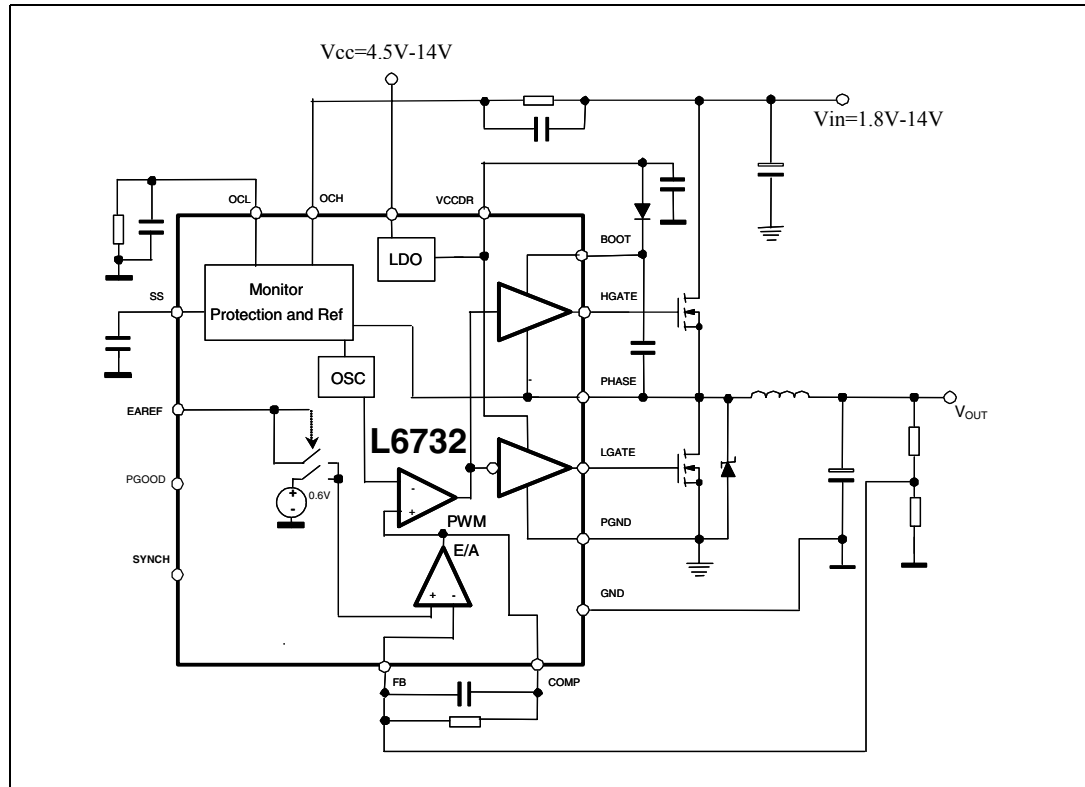 Vcc=4.5V-14V
Vin=1.8V-14V
OCL
OCH
VCCDR
LDO
BOOT
Monitor
Protection and Ref
SS
HGATE
OSC
-
PHASE
EAREF
L6732
VOUT
LGATE
PGOOD
+
-
0.6V
-
+
PWM
PGND
E/A
SYNCH
+ -
GND
FB
COMP